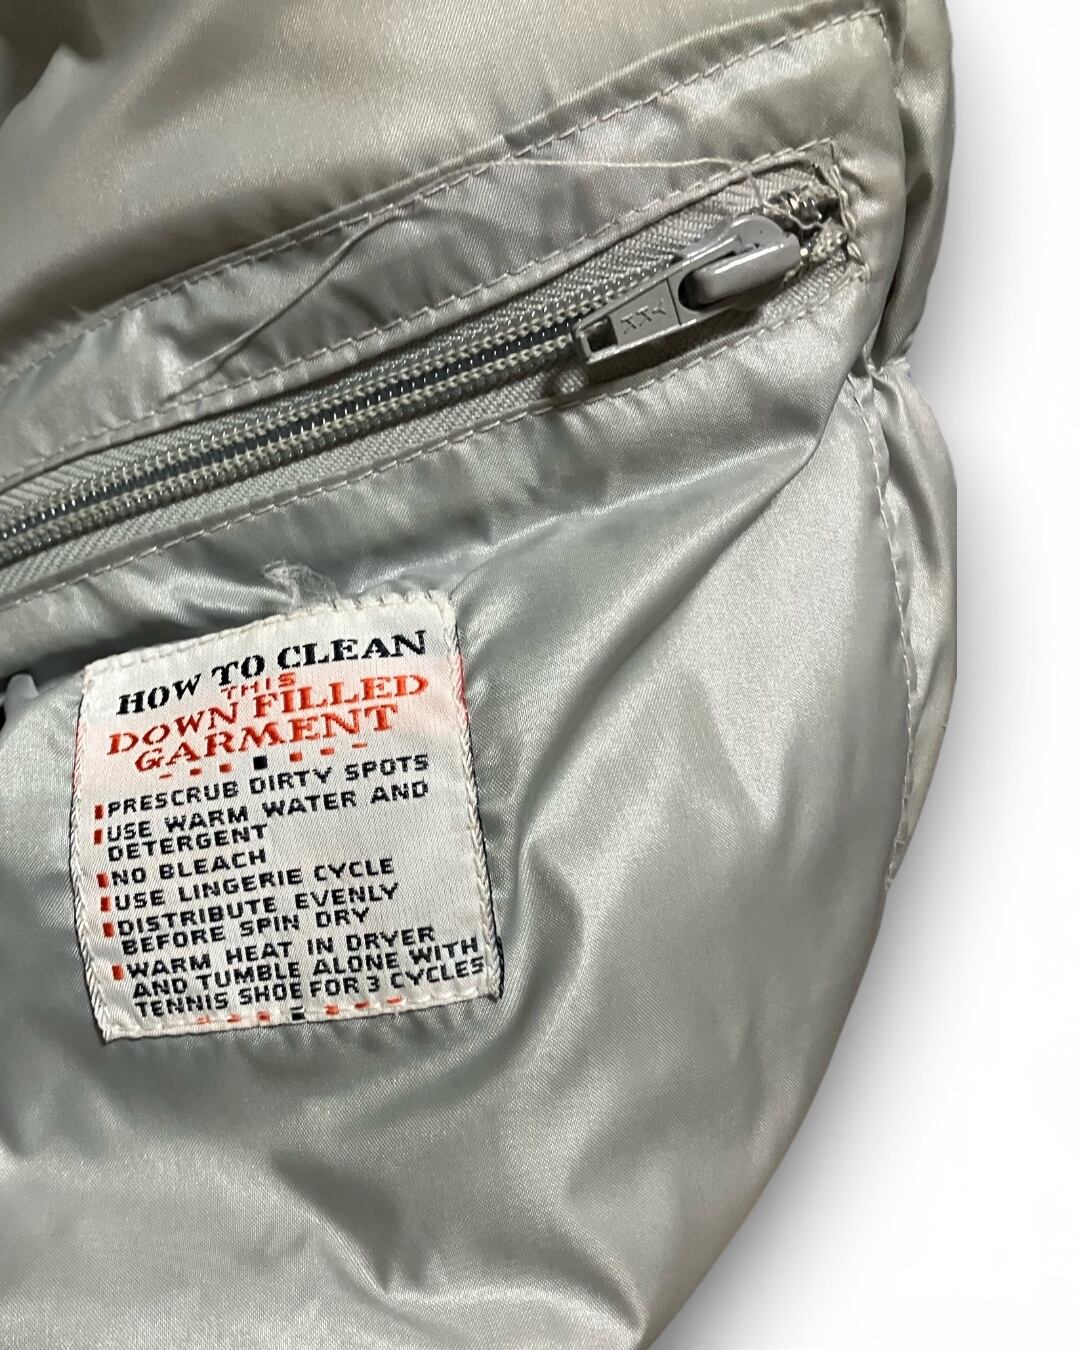 HOW TO CLEAN
THIS
DOWN FILLED
GARMENT
PRESCRUB DIRTY SPOTS
USE WARM WATER AND
DETERGENT
NO BLEACH
USE LINGERIE CYCLE
DISTRIBUTE EVENLY
BEFORE SPIN DRY
WARM HEAT IN DRYER
AND TUMBLE ALONE WITH
TENNIS SHOE FOR 3 CYCLES